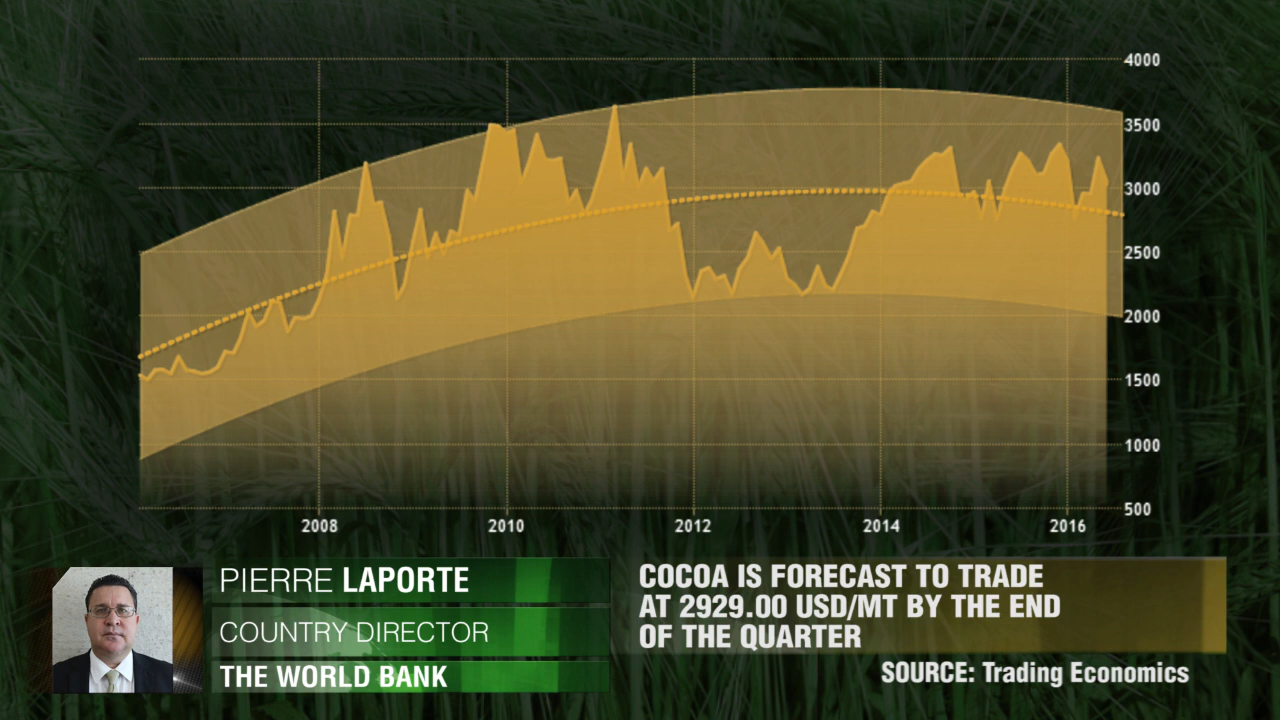 4000
3500
3000
2500
2000
1500
1000
500
2008 2010 2012 2014 2016
PIERRE LAPORTE
COUNTRY DIRECTOR
THE WORLD BANK
COCOA IS FORECAST TO TRADE
AT 2929.00 USD/MT BY THE END
OF THE QUARTER
SOURCE: Trading Economics